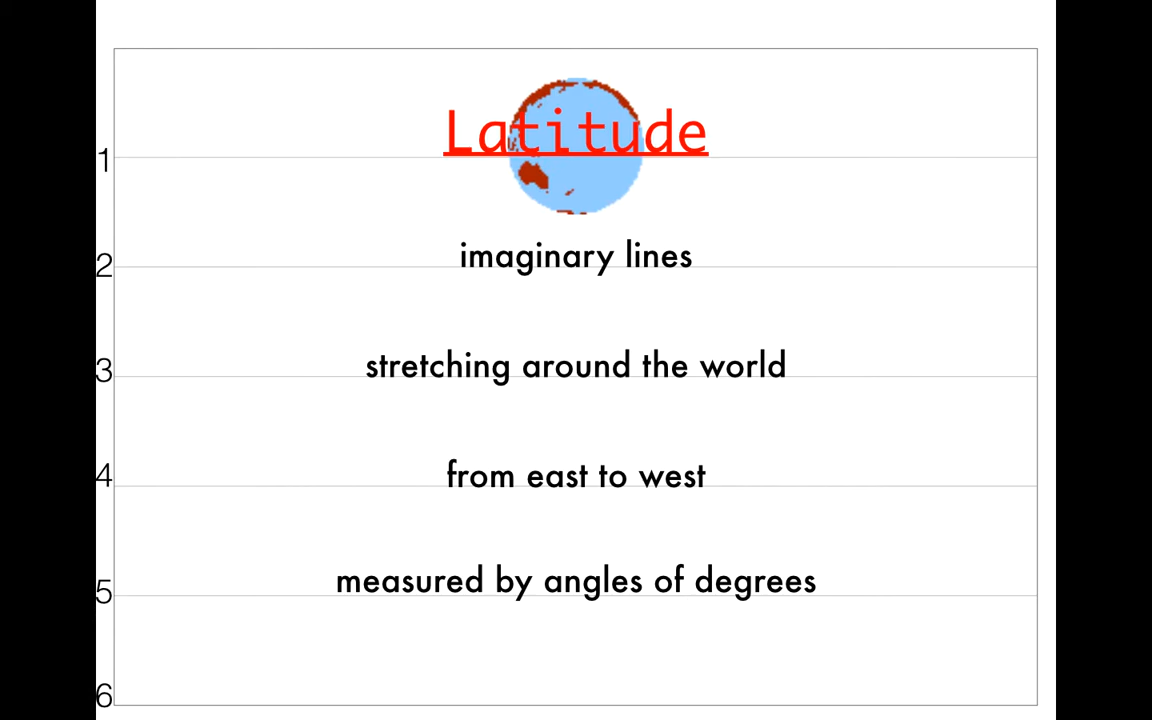 Latitude
1
imaginary lines
2
stretching around the world
3
from east to west
4
measured by angles of degrees
5
6